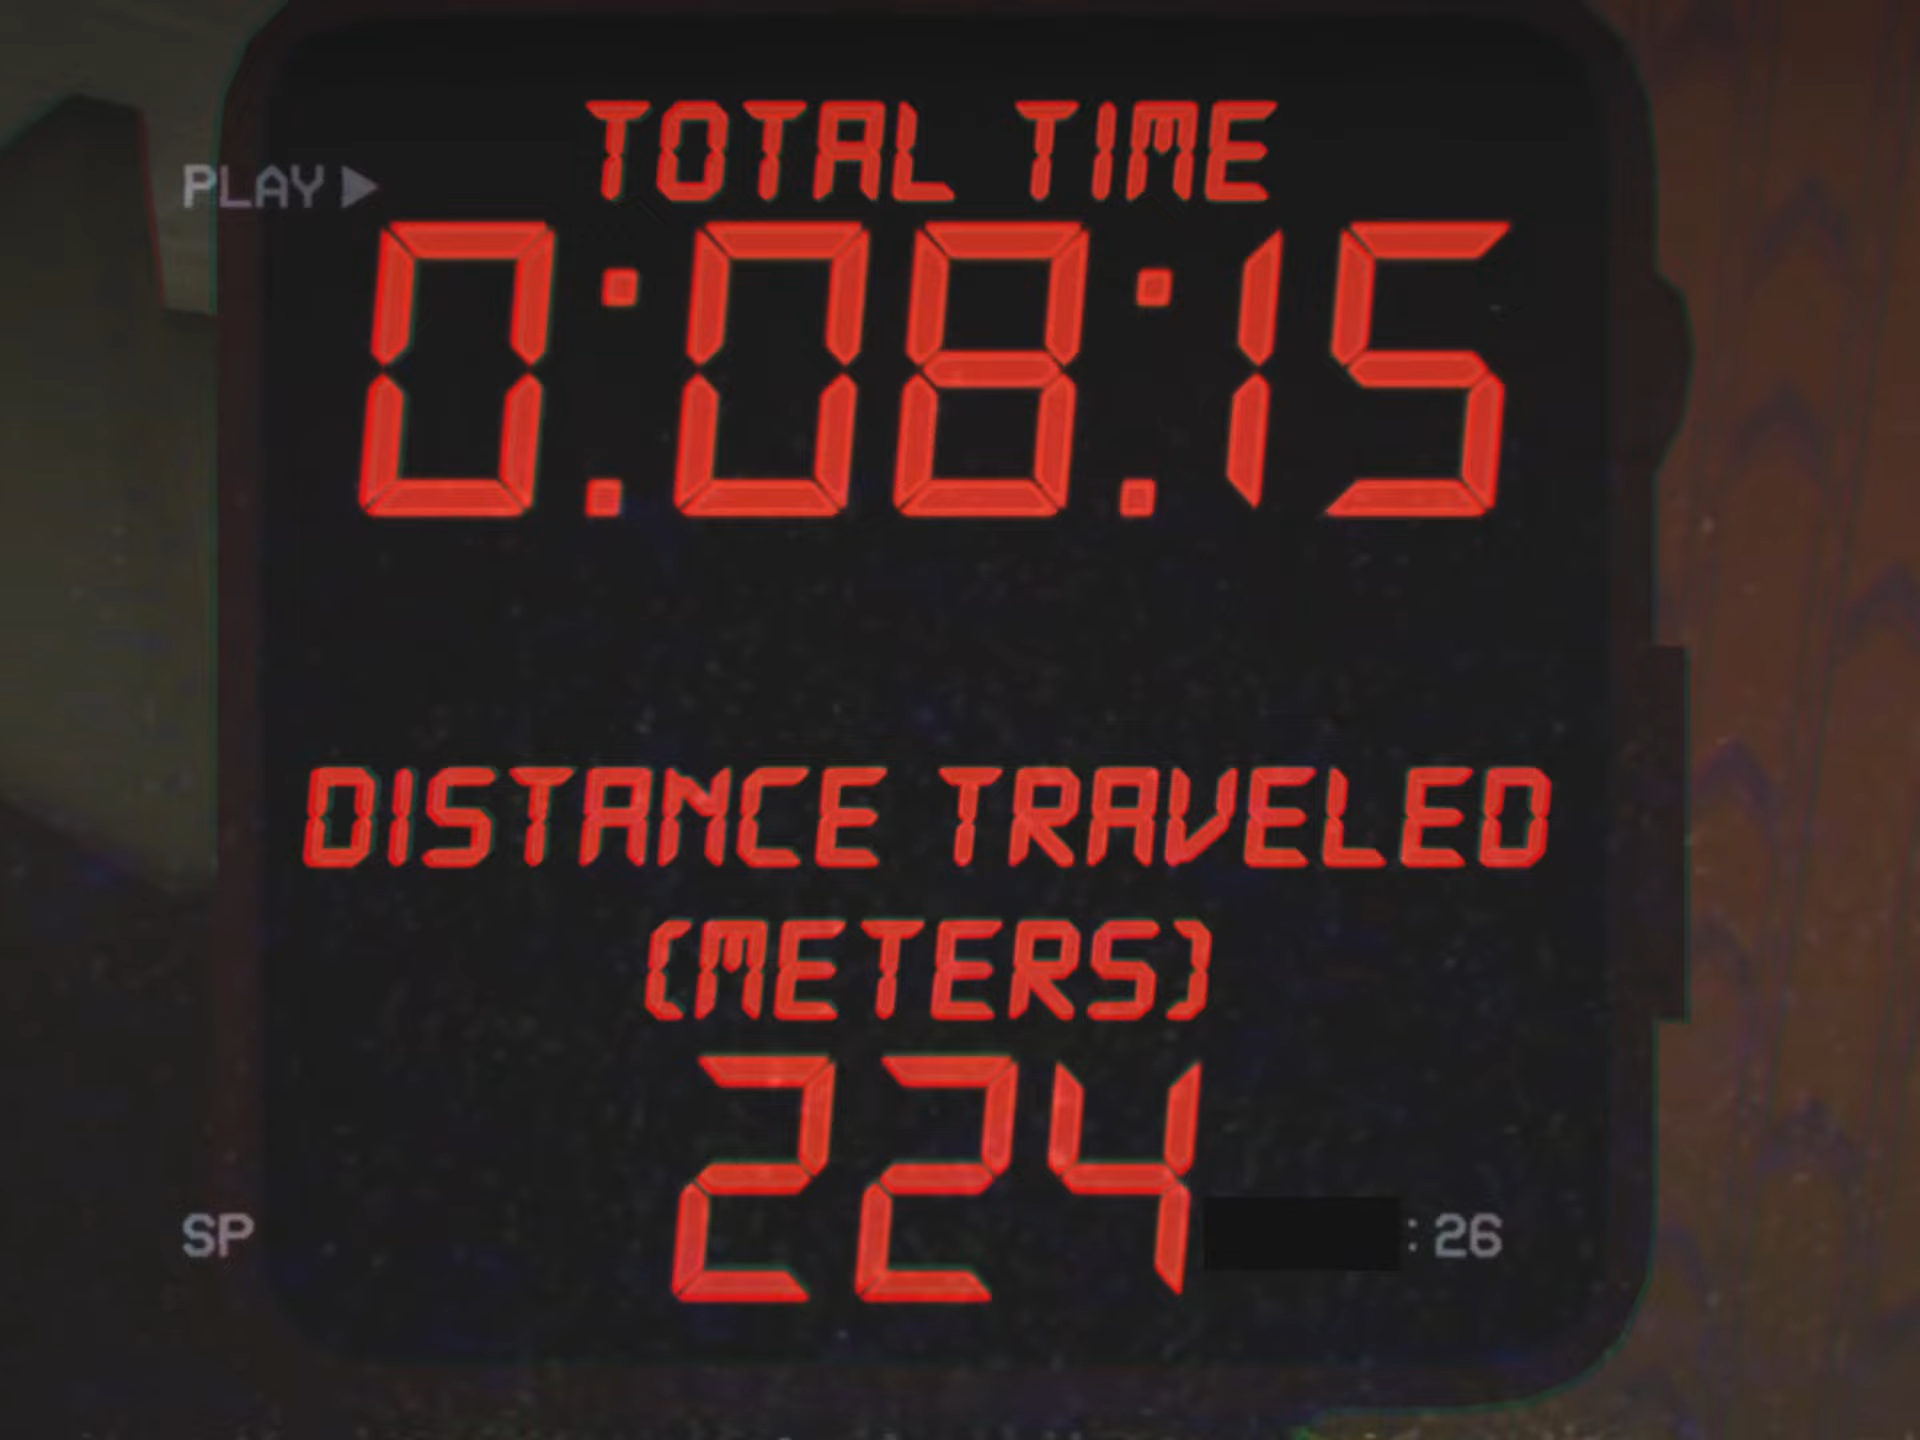 TOTAL TIME
PLAY ▶
0:08:15
DISTANCE TRAVELED
(METERS)
224
SP
:26